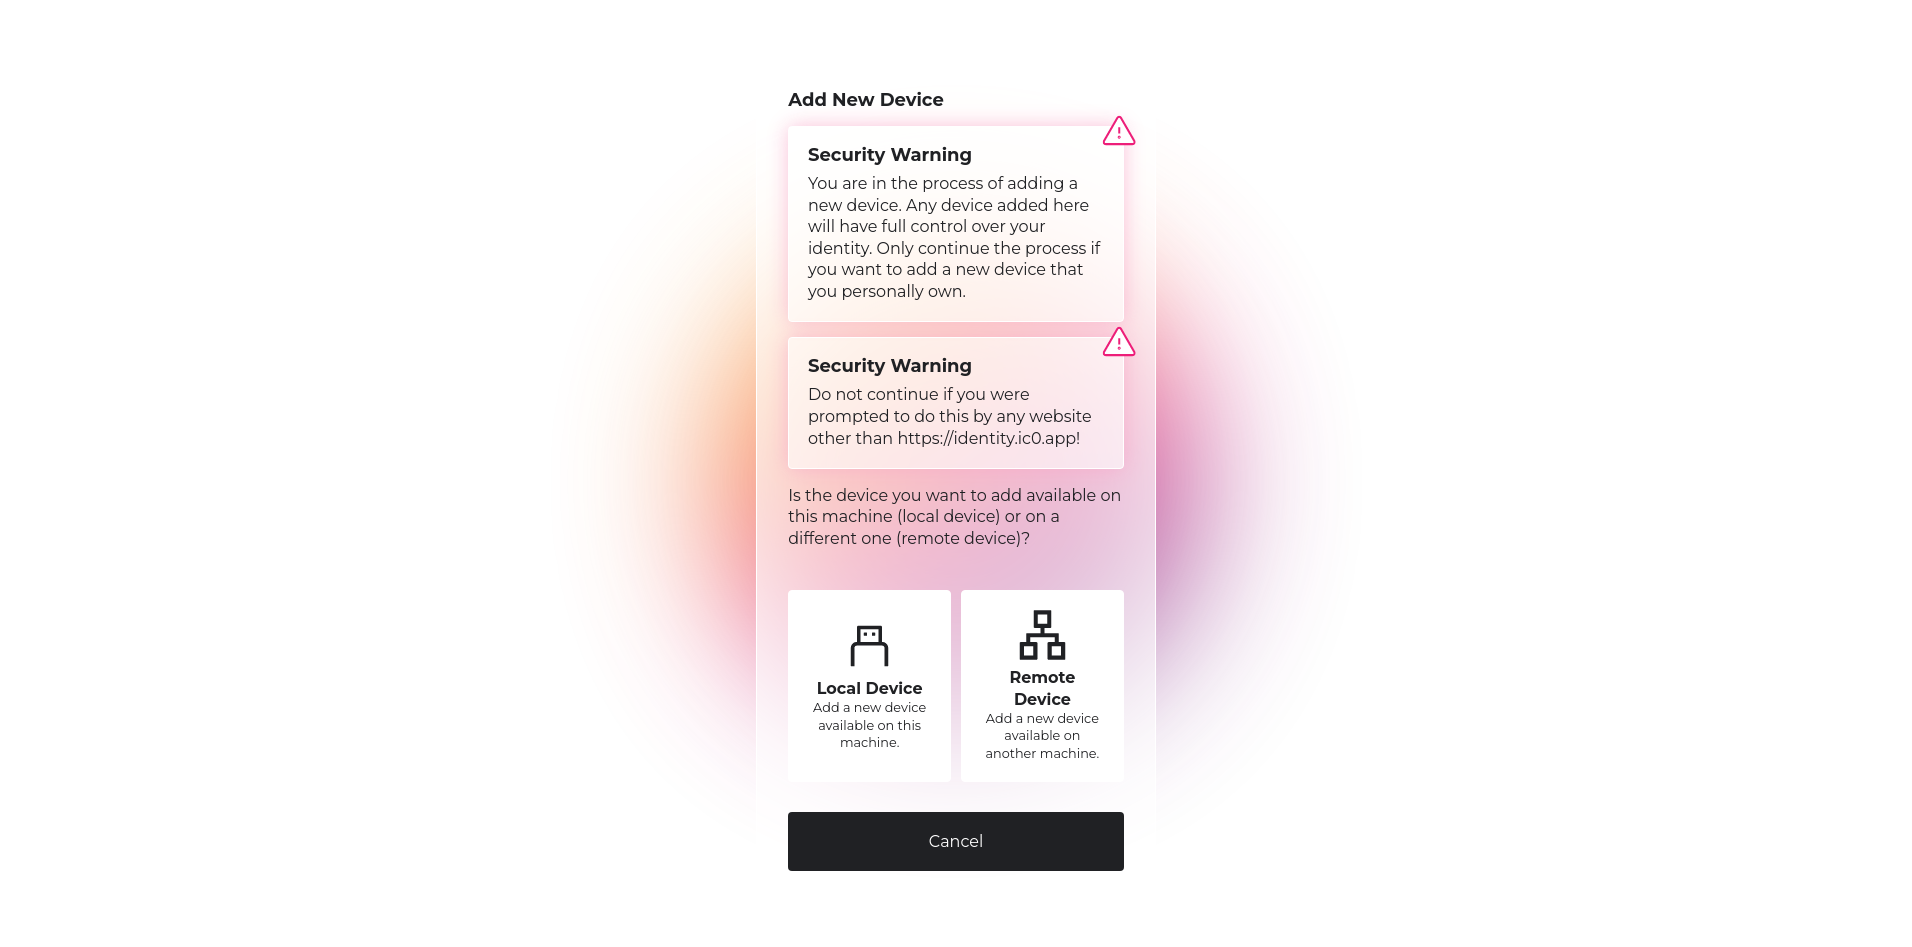 Add New Device
Security Warning
You are in the process of adding a
new device. Any device added here
will have full control over your
identity. Only continue the process if
you want to add a new device that
you personally own.
Security Warning
Do not continue if you were
prompted to do this by any website
other than https://identity.ic0.app!
Is the device you want to add available on
this machine (local device) or on a
different one (remote device)?
Local Device
Add a new device
available on this
machine.
Remote
Device
Add a new device
available on
another machine.
Cancel